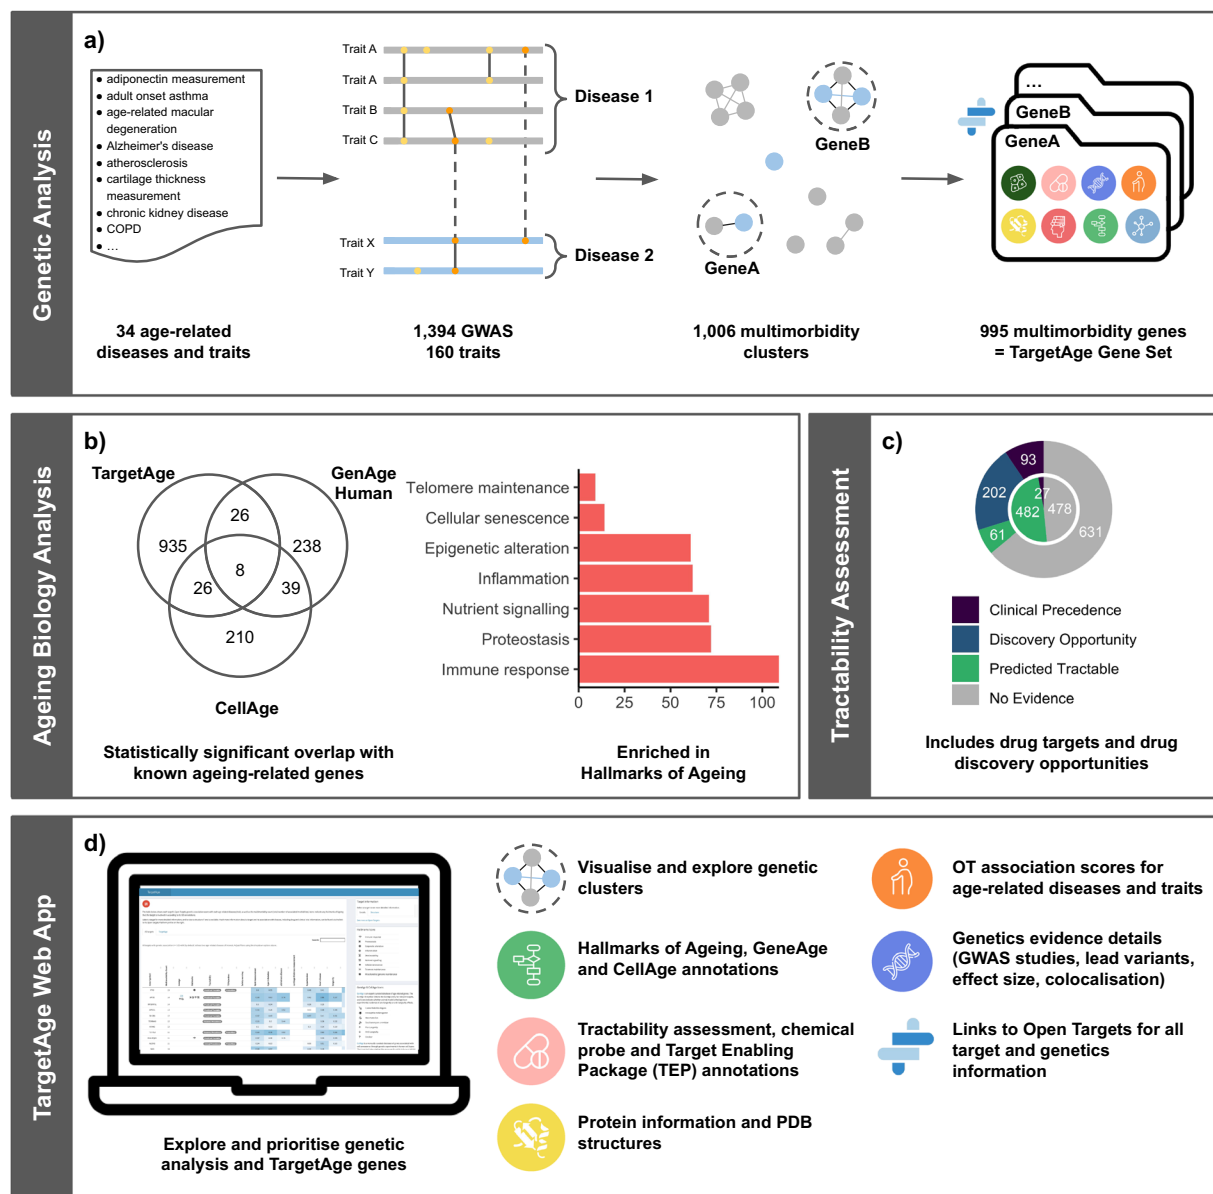 Genetic Analysis
a)
● adiponectin measurement
● adult onset asthma
● age-related macular
degeneration
● Alzheimer's disease
● atherosclerosis
● cartilage thickness
measurement
● chronic kidney disease
● COPD
● ...
34 age-related
diseases and traits
Trait A
Trait A
Trait B
Trait C
Disease 1
Trait X
Trait Y
Disease 2
1,394 GWAS
160 traits
GeneB
GeneA
1,006 multimorbidity
clusters
...
GeneB
GeneA
995 multimorbidity genes
= TargetAge Gene Set
Ageing Biology Analysis
b)
TargetAge
GenAge
Human
26
935
238
8
26
39
210
CellAge
Statistically significant overlap with
known ageing-related genes
Telomere maintenance
Cellular senescence
Epigenetic alteration
Inflammation
Nutrient signalling
Proteostasis
Immune response
0 25 50 75 100
Enriched in
Hallmarks of Ageing
Tractability Assessment
c)
93
202
27
482
478
61
631
Clinical Precedence
Discovery Opportunity
Predicted Tractable
No Evidence
Includes drug targets and drug
discovery opportunities
TargetAge Web App
d)
Explore and prioritise genetic
analysis and TargetAge genes
Visualise and explore genetic
clusters
Hallmarks of Ageing, GeneAge
and CellAge annotations
Tractability assessment, chemical
probe and Target Enabling
Package (TEP) annotations
Protein information and PDB
structures
OT association scores for
age-related diseases and traits
Genetics evidence details
(GWAS studies, lead variants,
effect size, colocalisation)
Links to Open Targets for all
target and genetics
information